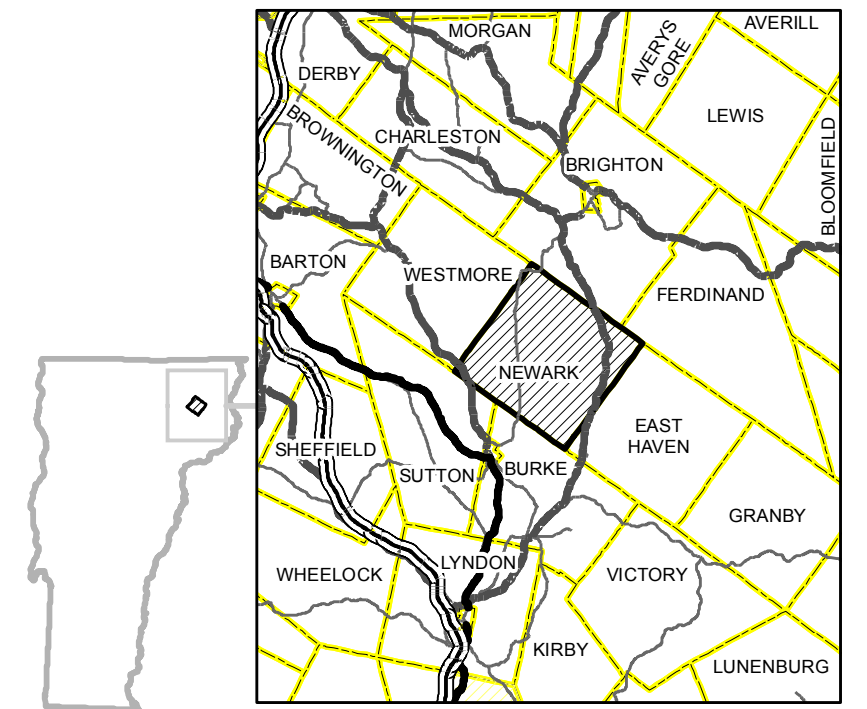 MORGAN
AVERILL
AVERYS
GORE
DERBY
LEWIS
BROWNINGTON
CHARLESTON
BRIGHTON
BLOOMFIELD
BARTON
WESTMORE
FERDINAND
NEWARK
EAST
HAVEN
SHEFFIELD
SUTTON
BURKE
GRANBY
LYNDON
WHEELOCK
VICTORY
KIRBY
LUNENBURG